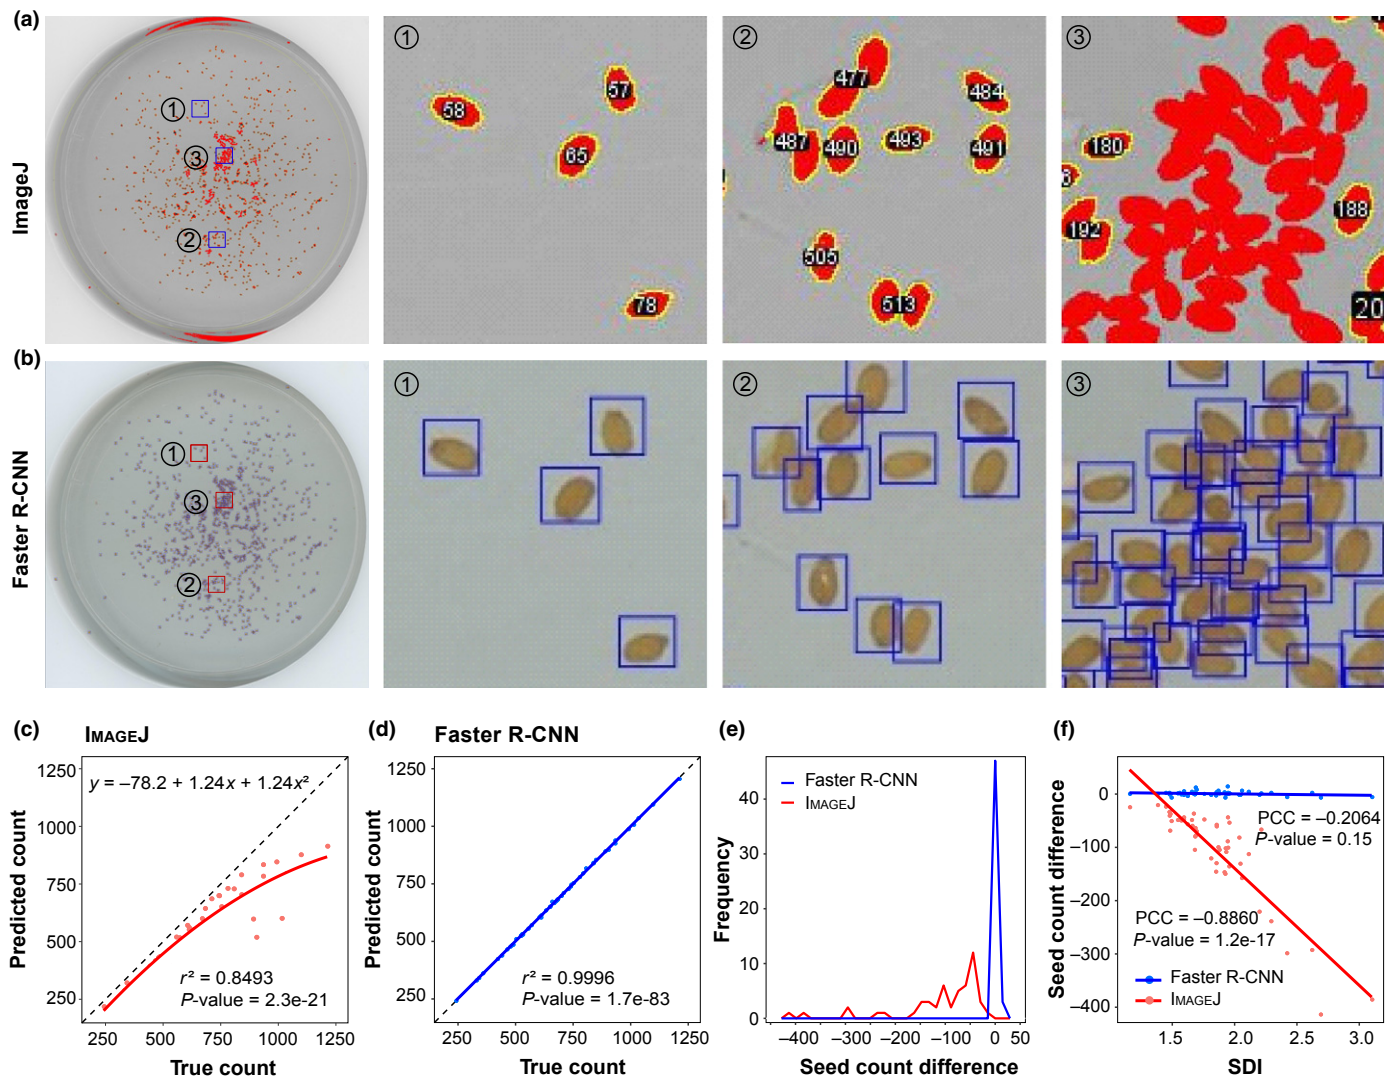 (a)
ImageJ
①
③
②
①
58
57
65
78
②
477
484
487
490
493
491
505
513
③
180
8
192
188
20
(b)
Faster R-CNN
①
③
②
①
②
③
(c) IMAGEJ
y = –78.2 + 1.24x + 1.24x²
r² = 0.8493
P-value = 2.3e-21
Predicted count
1250
1000
750
500
250
250 500 750 1000 1250
True count
(d) Faster R-CNN
r² = 0.9996
P-value = 1.7e-83
Predicted count
1250
1000
750
500
250
250 500 750 1000 1250
True count
(e)
Faster R-CNN
IMAGEJ
Frequency
40
30
20
10
0
–400 –300 –200 –100 0 50
Seed count difference
(f)
PCC = –0.2064
P-value = 0.15
PCC = –0.8860
P-value = 1.2e-17
Faster R-CNN
IMAGEJ
Seed count difference
0
–100
–200
–300
–400
1.5 2.0 2.5 3.0
SDI